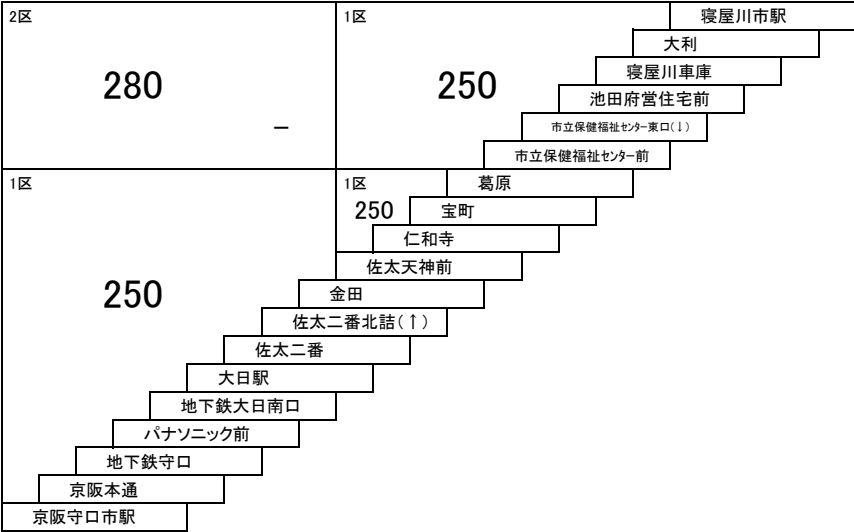 2区
1区
寝屋川市駅
大利
280
250
寝屋川車庫
池田府営住宅前
－
市立保健福祉センター東口(↓)
市立保健福祉センター前
1区
1区
葛原
250
宝町
仁和寺
佐太天神前
250
金田
佐太二番北詰(↑)
佐太二番
大日駅
地下鉄大日南口
パナソニック前
地下鉄守口
京阪本通
京阪守口市駅